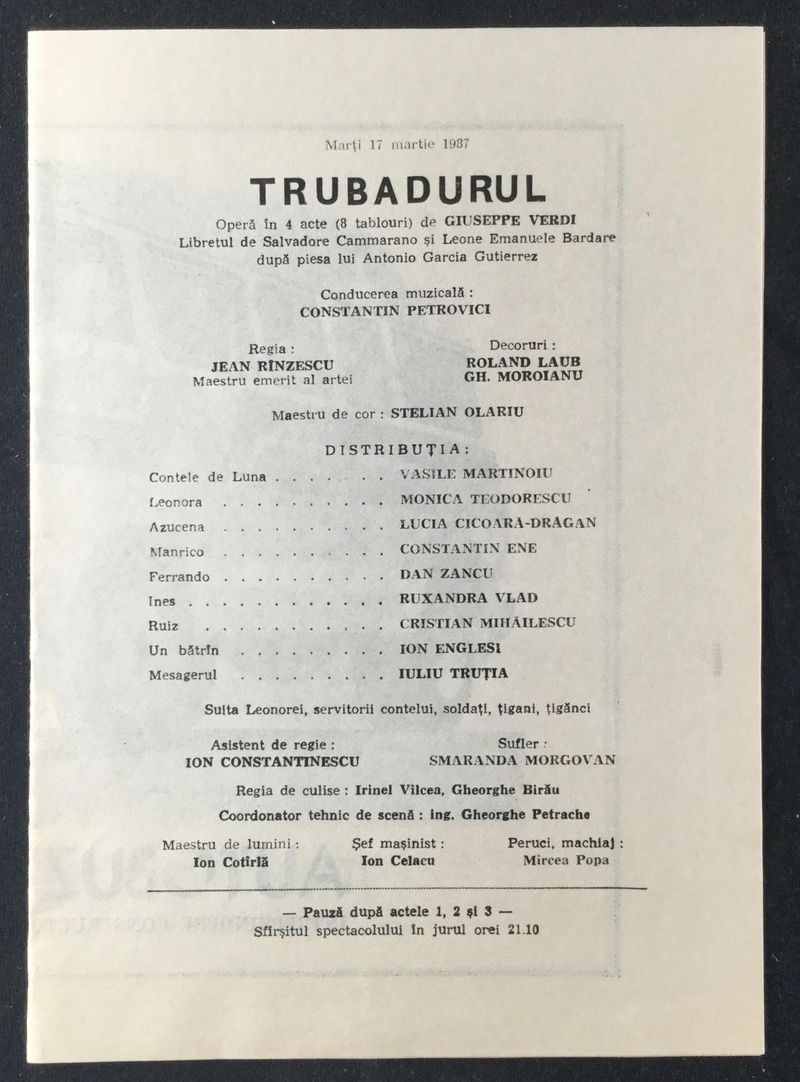 Marți 17 martie 1987
TRUBADURUL
Operă în 4 acte (8 tablouri) de GIUSEPPE VERDI
Libretul de Salvadore Cammarano și Leone Emanuele Bardare
după piesa lui Antonio Garcia Gutierrez
Conducerea muzicală :
CONSTANTIN PETROVICI
Regia :
JEAN RÎNZESCU
Maestru emerit al artei
Decoruri :
ROLAND LAUB
GH. MOROIANU
Maestru de cor : STELIAN OLARIU
DISTRIBUȚIA:
Contele de Luna . . . . . . . VASILE MARTINOIU
Leonora . . . . . . . . . . MONICA TEODORESCU
Azucena . . . . . . . . . . LUCIA CICOARĂ-DRĂGAN
Manrico . . . . . . . . . . CONSTANTIN ENE
Ferrando . . . . . . . . . . DAN ZANCU
Ines . . . . . . . . . . . . RUXANDRA VLAD
Ruiz . . . . . . . . . . . CRISTIAN MIHĂILESCU
Un bătrîn . . . . . . . . . ION ENGLESI
Mesagerul . . . . . . . . . IULIU TRUȚIA
Suita Leonorei, servitorii contelui, soldați, țigani, țigănci
Asistent de regie :
ION CONSTANTINESCU
Sufler :
SMARANDA MORGOVAN
Regia de culise : Irinel Vilcea, Gheorghe Birău
Coordonator tehnic de scenă : ing. Gheorghe Petrache
Maestru de lumini :
Ion Cotîrlă
Șef mașinist :
Ion Celacu
Peruci, machiaj :
Mircea Popa
— Pauză după actele 1, 2 și 3 —
Sfîrșitul spectacolului în jurul orei 21.10